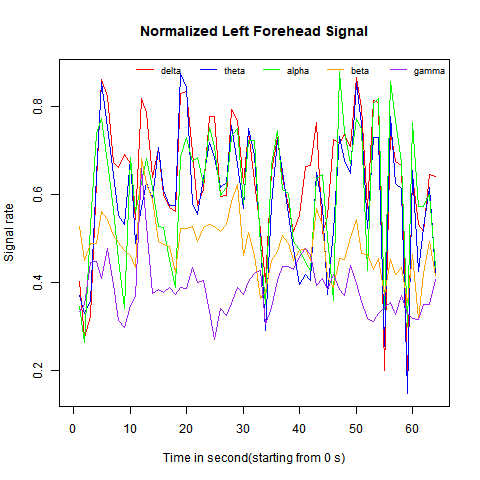 Normalized Left Forehead Signal
delta theta alpha beta gamma
0.8
0.6
0.4
0.2
Signal rate
0 10 20 30 40 50 60
Time in second(starting from 0 s)